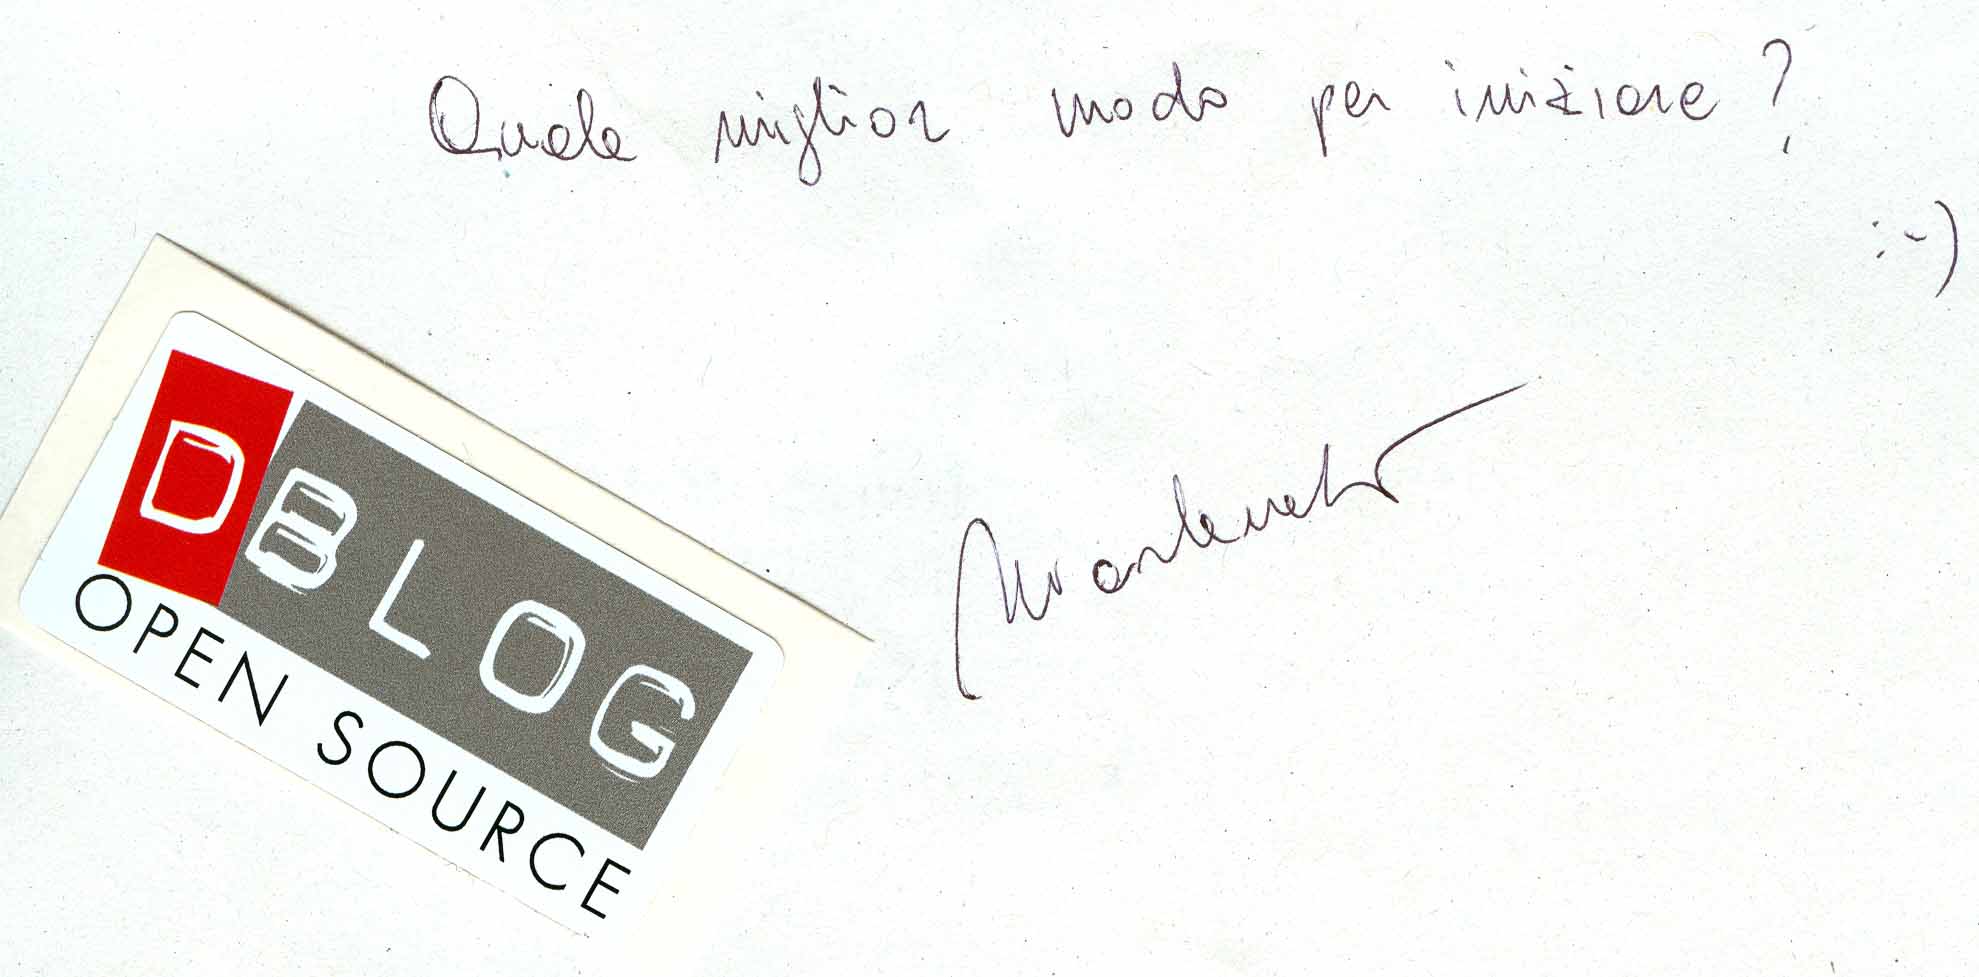 Quale miglior modo per iniziare?
:-)
DBLOG
OPEN SOURCE